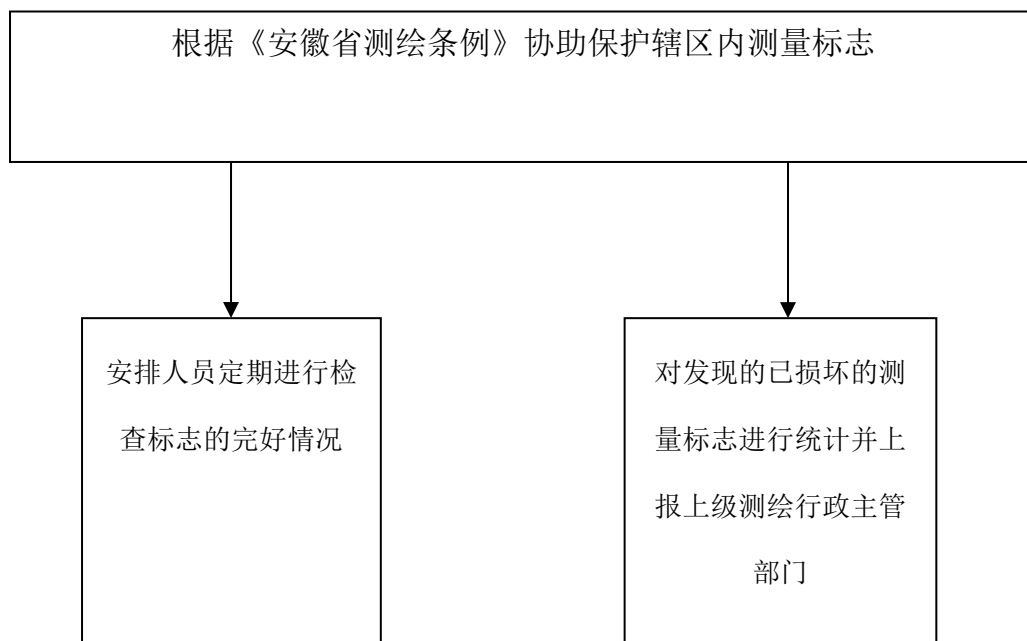 根据《安徽省测绘条例》协助保护辖区内测量标志
安排人员定期进行检
查标志的完好情况
对发现的已损坏的测
量标志进行统计并上
报上级测绘行政主管
部门